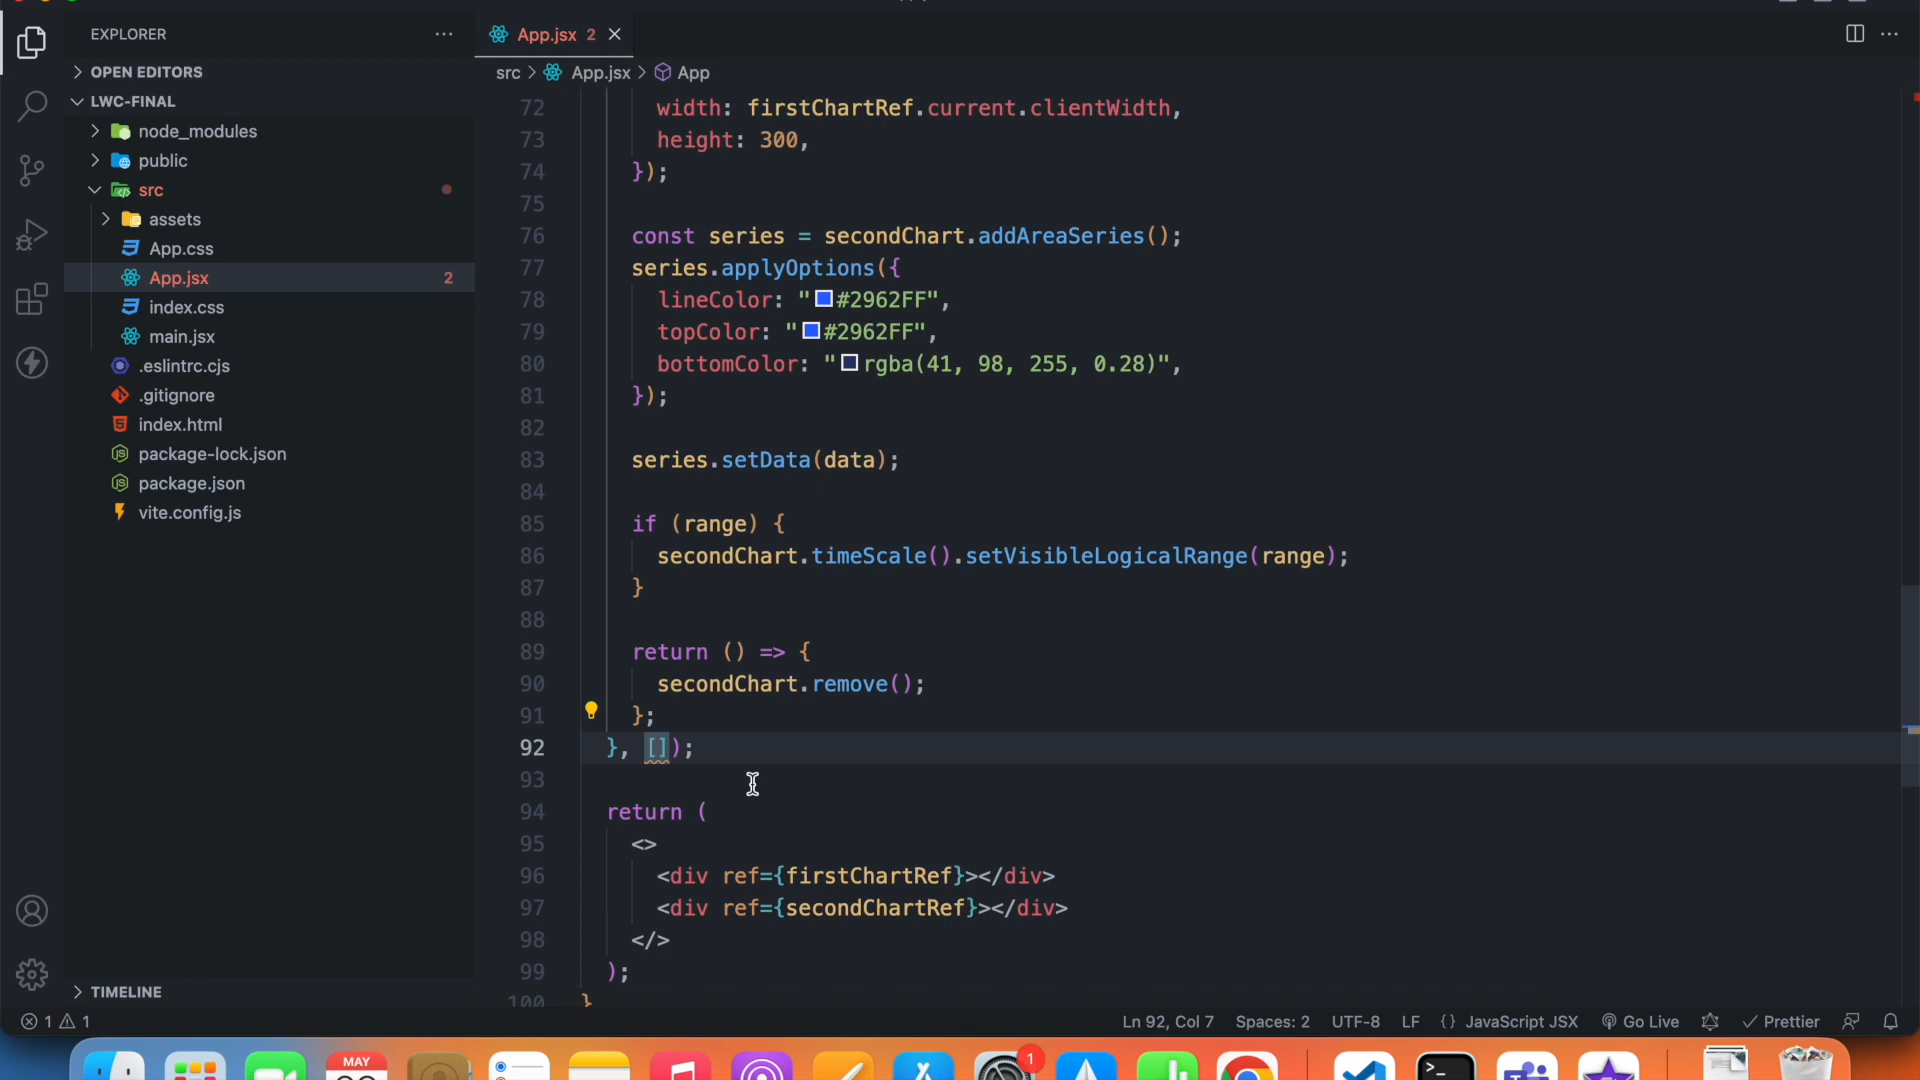 EXPLORER
App.jsx 2
OPEN EDITORS
src > App.jsx > App
LWC-FINAL
node_modules
public
src
assets
App.css
App.jsx 2
index.css
main.jsx
.eslintrc.cjs
.gitignore
index.html
package-lock.json
package.json
vite.config.js
TIMELINE
72 width: firstChartRef.current.clientWidth,
73 height: 300,
74 });
75
76 const series = secondChart.addAreaSeries();
77 series.applyOptions({
78 lineColor: "#2962FF",
79 topColor: "#2962FF",
80 bottomColor: "rgba(41, 98, 255, 0.28)",
81 });
82
83 series.setData(data);
84
85 if (range) {
86 secondChart.timeScale().setVisibleLogicalRange(range);
87 }
88
89 return () => {
90 secondChart.remove();
91 };
92 }, []);
93
94 return (
95 <>
96 <div ref={firstChartRef}></div>
97 <div ref={secondChartRef}></div>
98 </>
99 );
100 }
1 1 Ln 92, Col 7 Spaces: 2 UTF-8 LF {} JavaScript JSX Go Live Prettier
MAY
1